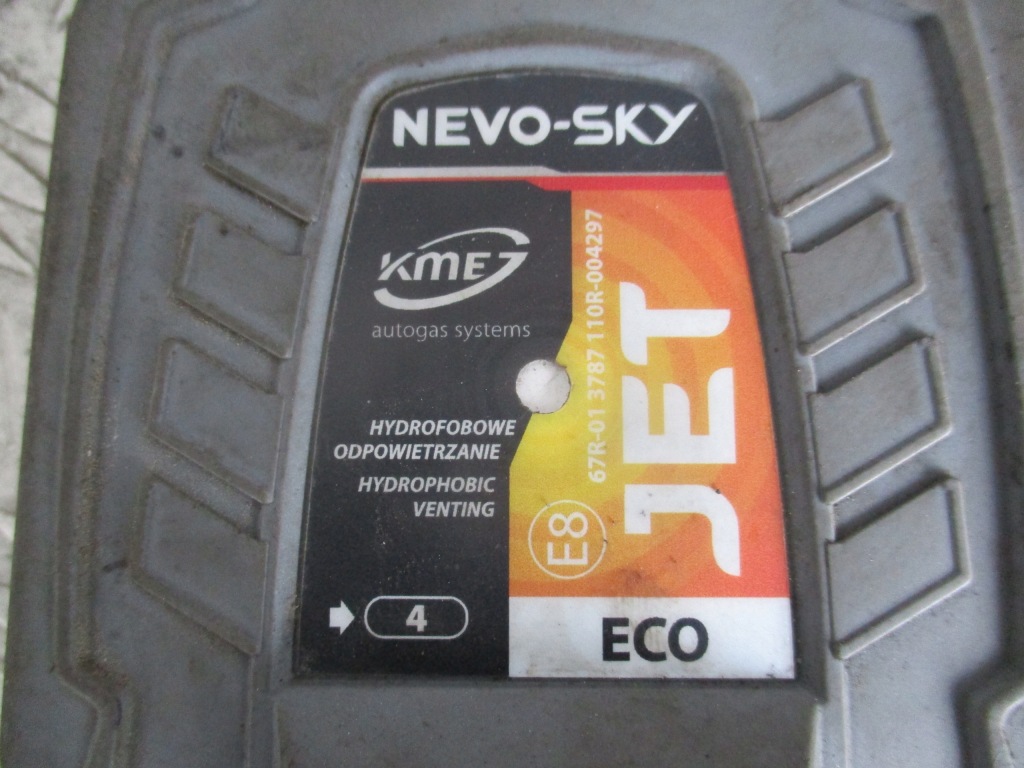 NEVO-SKY
KME
autogas systems
HYDROFOBOWE
ODPOWIETRZANIE
HYDROPHOBIC
VENTING
4
67R-01 3787 110R-004297
E8
JET
ECO